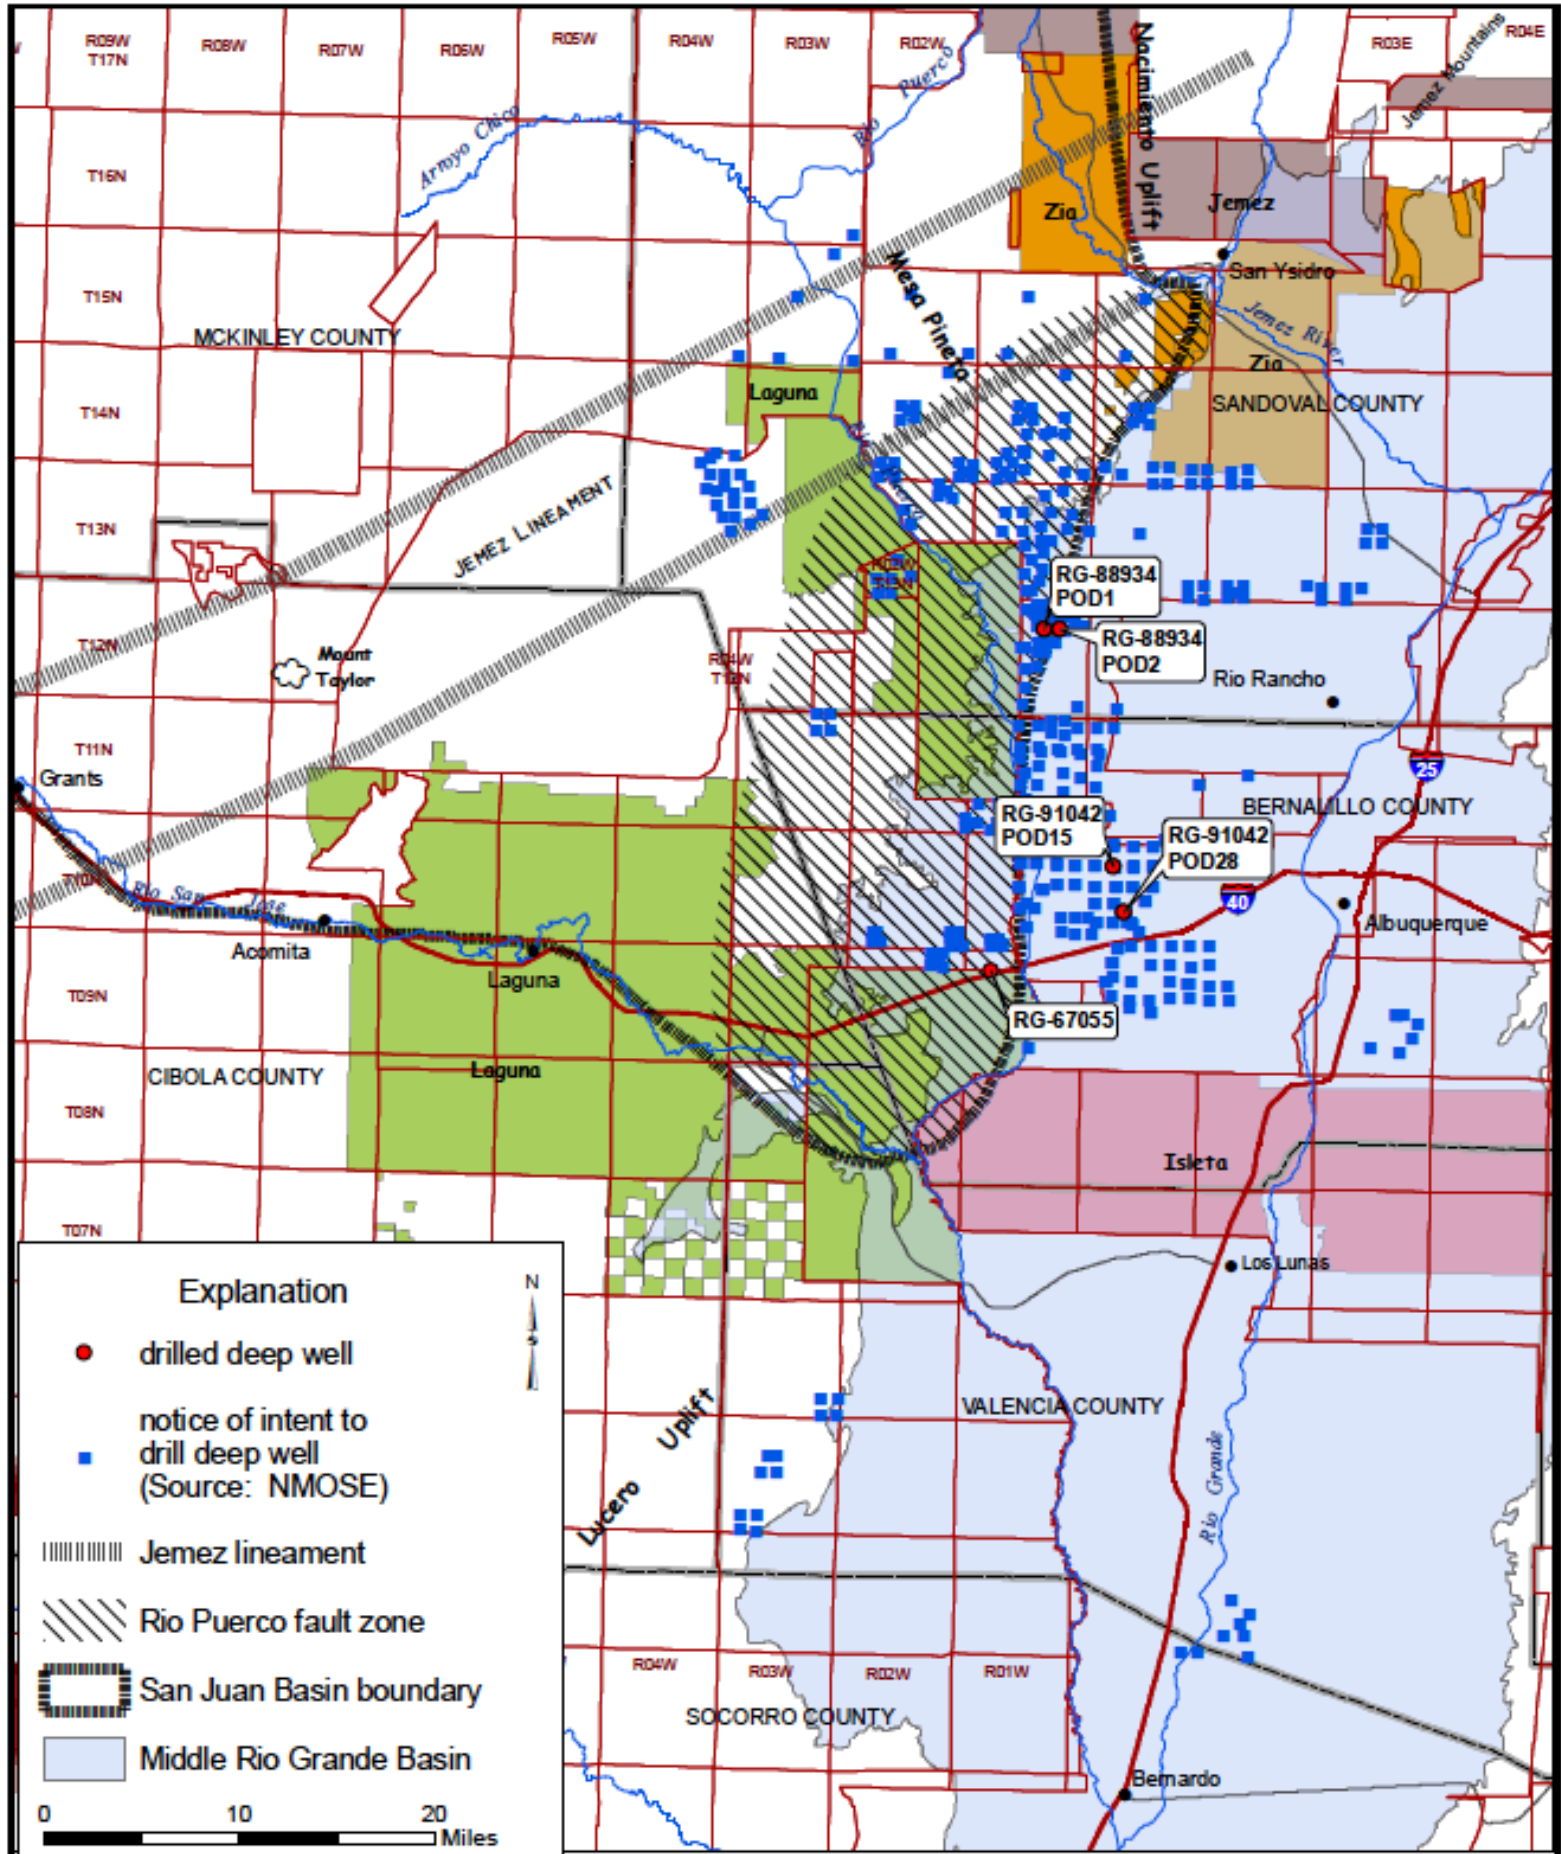 R09W
T17N
R08W
R07W
R06W
R05W
R04W
R03W
R02W
R03E
R04E
Rio Puerco
Nacimiento Uplift
Jemez Mountains
Arroyo Chico
T16N
Zia
Jemez
San Ysidro
Mesa Pineta
T15N
Jemez River
MCKINLEY COUNTY
Zia
Laguna
SANDOVAL COUNTY
T14N
JEMEZ LINEAMENT
T13N
RG-88934
POD1
RG-88934
POD2
T12N
Mount
Taylor
R04W
T12N
Rio Rancho
T11N
Grants
25
RG-91042
POD15
BERNALILLO COUNTY
RG-91042
POD28
T10N
Rio San Jose
40
Albuquerque
Acomita
Laguna
T09N
RG-67055
CIBOLA COUNTY
Laguna
T08N
Isleta
T07N
Los Lunas
Explanation
N
S
drilled deep well
notice of intent to
drill deep well
(Source: NMOSE)
Jemez lineament
Rio Puerco fault zone
San Juan Basin boundary
Middle Rio Grande Basin
0 10 20
Miles
Lucero Uplift
VALENCIA COUNTY
Rio Grande
R04W
R03W
R02W
R01W
SOCORRO COUNTY
Bernardo